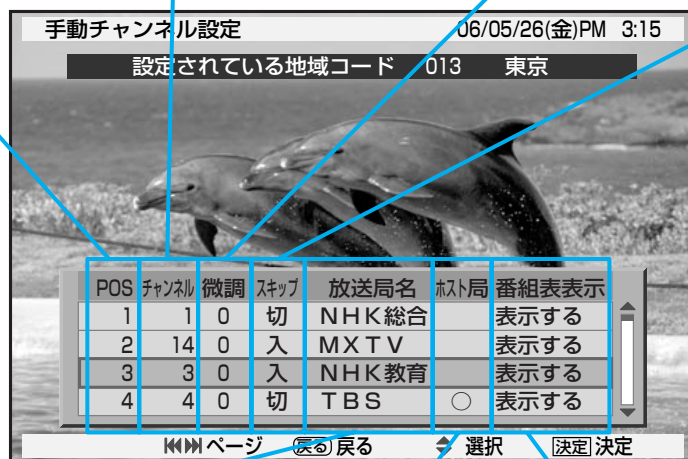 手動チャンネル設定 06/05/26(金)PM 3:15
設定されている地域コード 013 東京
POS チャンネル 微調 スキップ 放送局名 ホスト局 番組表表示
1 1 0 切 NHK総合 表示する
2 14 0 入 MXTV 表示する
3 3 0 入 NHK教育 表示する
4 4 0 切 TBS ○ 表示する
⏮⏭ページ 戻る 戻る 選択 決定 決定